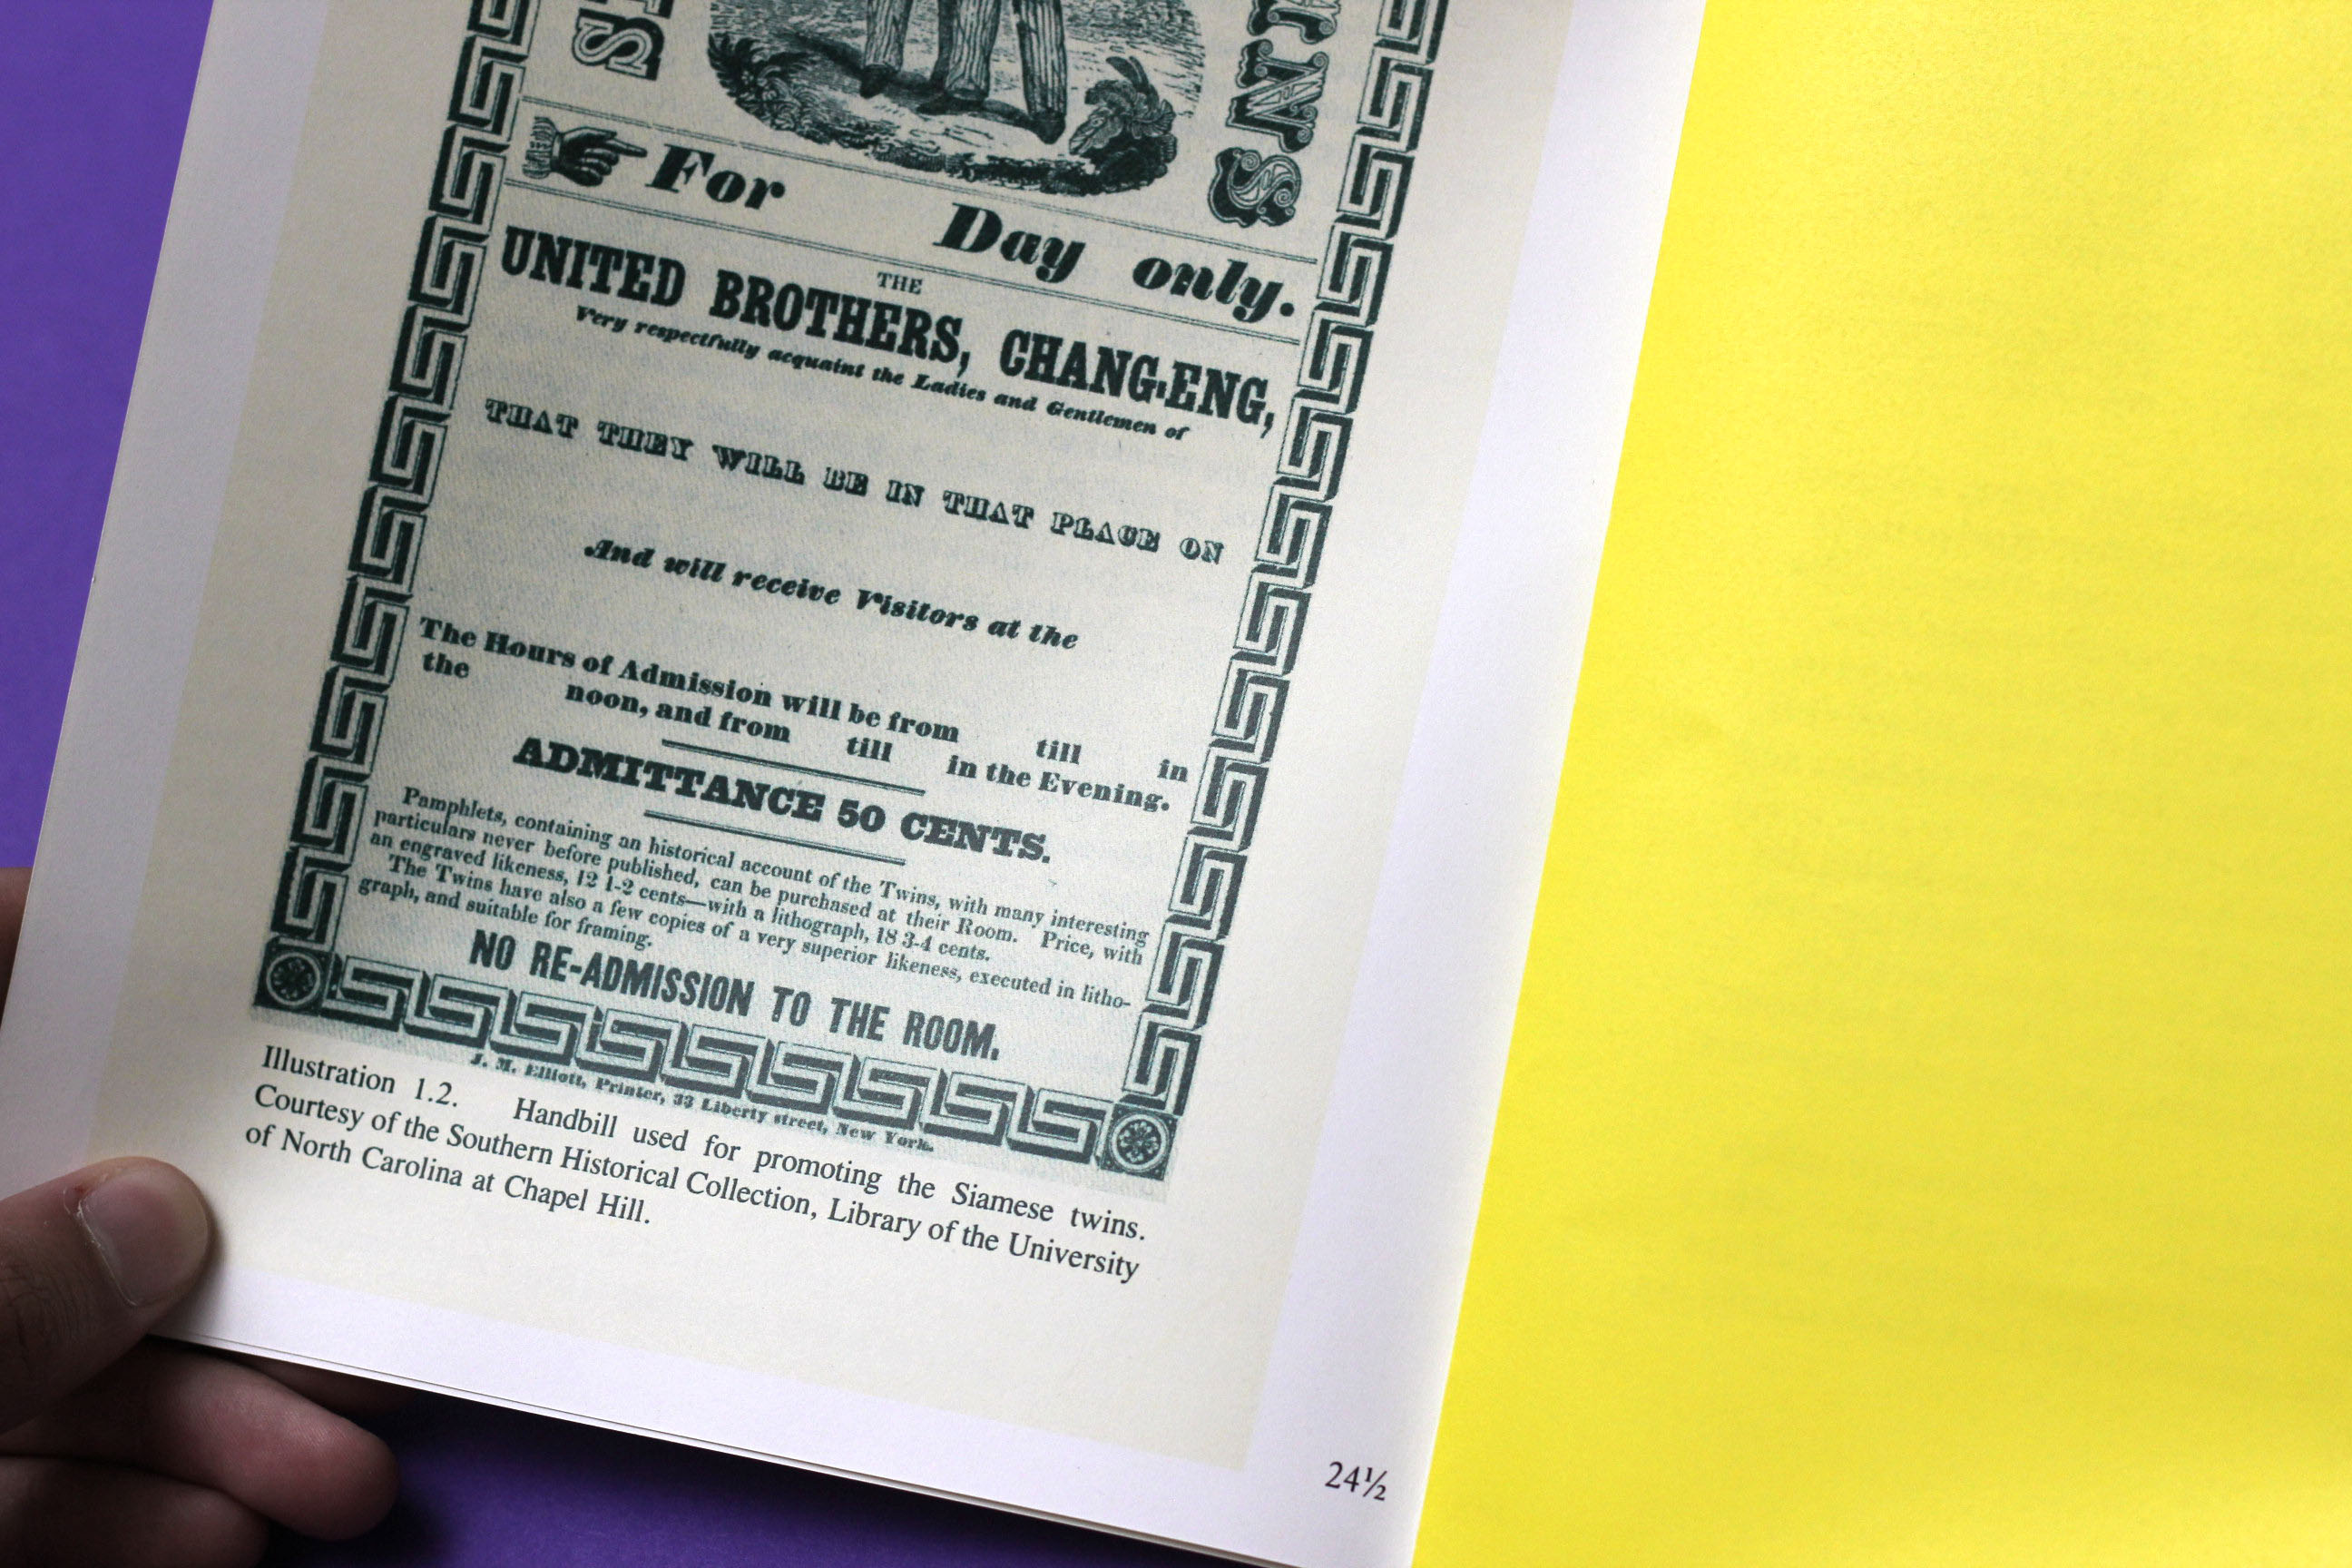 For Day only.
THE
UNITED BROTHERS, CHANG-ENG,
Very respectfully acquaint the Ladies and Gentlemen of
THAT THEY WILL BE IN THAT PLACE ON
And will receive Visitors at the
The Hours of Admission will be from till in
the noon, and from till in the Evening.
ADMITTANCE 50 CENTS.
Pamphlets, containing an historical account of the Twins, with many interesting
particulars never before published, can be purchased at their Room. Price, with
an engraved likeness, 12 1-2 cents—with a lithograph, 18 3-4 cents.
The Twins have also a few copies of a very superior likeness, executed in litho-
graph, and suitable for framing.
NO RE-ADMISSION TO THE ROOM.
J. M. Elliott, Printer, 33 Liberty street, New York.
Illustration 1.2. Handbill used for promoting the Siamese twins.
Courtesy of the Southern Historical Collection, Library of the University
of North Carolina at Chapel Hill.
24½